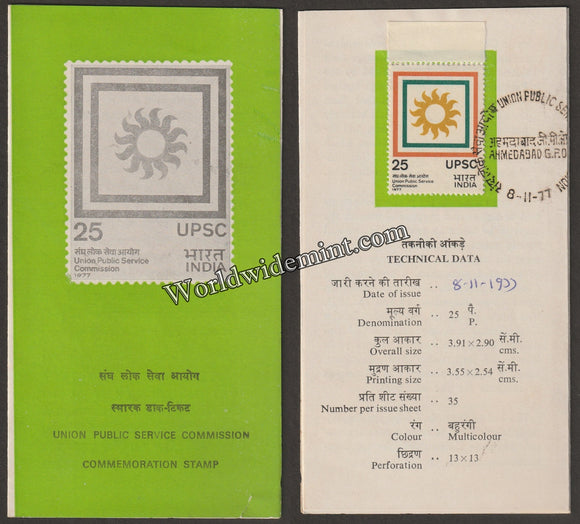 25 UPSC
संघ लोक सेवा आयोग भारत
Union Public Service INDIA
Commission
1977
संघ लोक सेवा आयोग
स्मारक डाक-टिकट
UNION PUBLIC SERVICE COMMISSION
COMMEMORATION STAMP
25 UPSC
संघ लोक सेवा आयोग भारत
Union Public Service INDIA
Commission
1977
UNION PUBLIC SE
अहमदाबाद जी.पी.ओ
AHMEDABAD G.P.O.
8-11-77
तकनीकी आंकड़े
TECHNICAL DATA
जारी करने की तारीख .. 8-11-1977
Date of issue
मूल्य वर्ग .. 25 पै.
Denomination P.
कुल आकार .. 3.91×2.90 सें.मी.
Overall size cms.
मुद्रण आकार .. 3.55×2.54 सें.मी.
Printing size cms.
प्रति शीट संख्या .. 35
Number per issue sheet
रंग .. बहुरंगी
Colour Multicolour
छिद्रण .. 13×13
Perforation
Worldwidemint.com